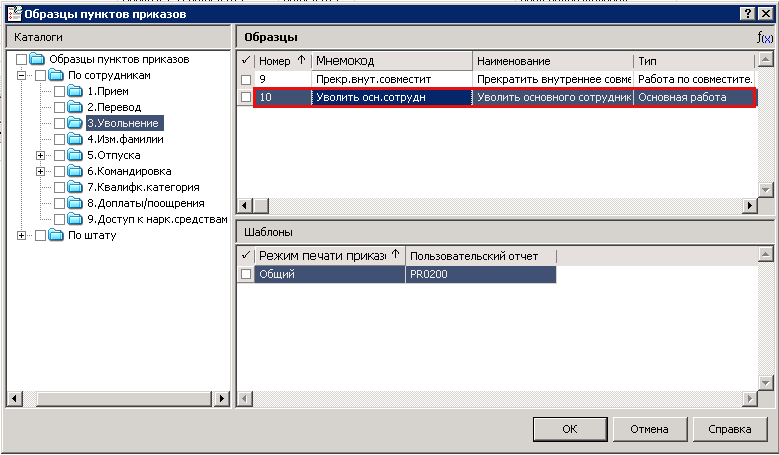 Образцы пунктов приказов
Каталоги
Образцы пунктов приказов
По сотрудникам
1.Прием
2.Перевод
3.Увольнение
4.Изм.фамилии
5.Отпуска
6.Командировка
7.Квалифк.категория
8.Доплаты/поощрения
9.Доступ к нарк.средствам
По штату
Образцы
f(x)
Номер Мнемокод Наименование Тип
9 Прекр.внут.совместит Прекратить внутреннее совме Работа по совместите.
10 Уволить осн.сотрудн Уволить основного сотрудник Основная работа
Шаблоны
Режим печати приказ Пользовательский отчет
Общий PR0200
OK Отмена Справка